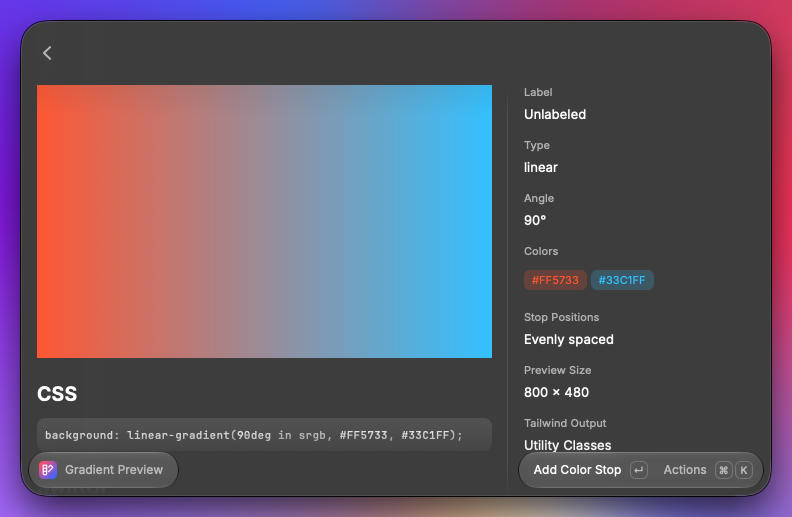 Label
Unlabeled
Type
linear
Angle
90°
Colors
#FF5733 #33C1FF
Stop Positions
Evenly spaced
Preview Size
800 × 480
Tailwind Output
Utility Classes
CSS
background: linear-gradient(90deg in srgb, #FF5733, #33C1FF);
Gradient Preview
Add Color Stop ↵ Actions ⌘ K